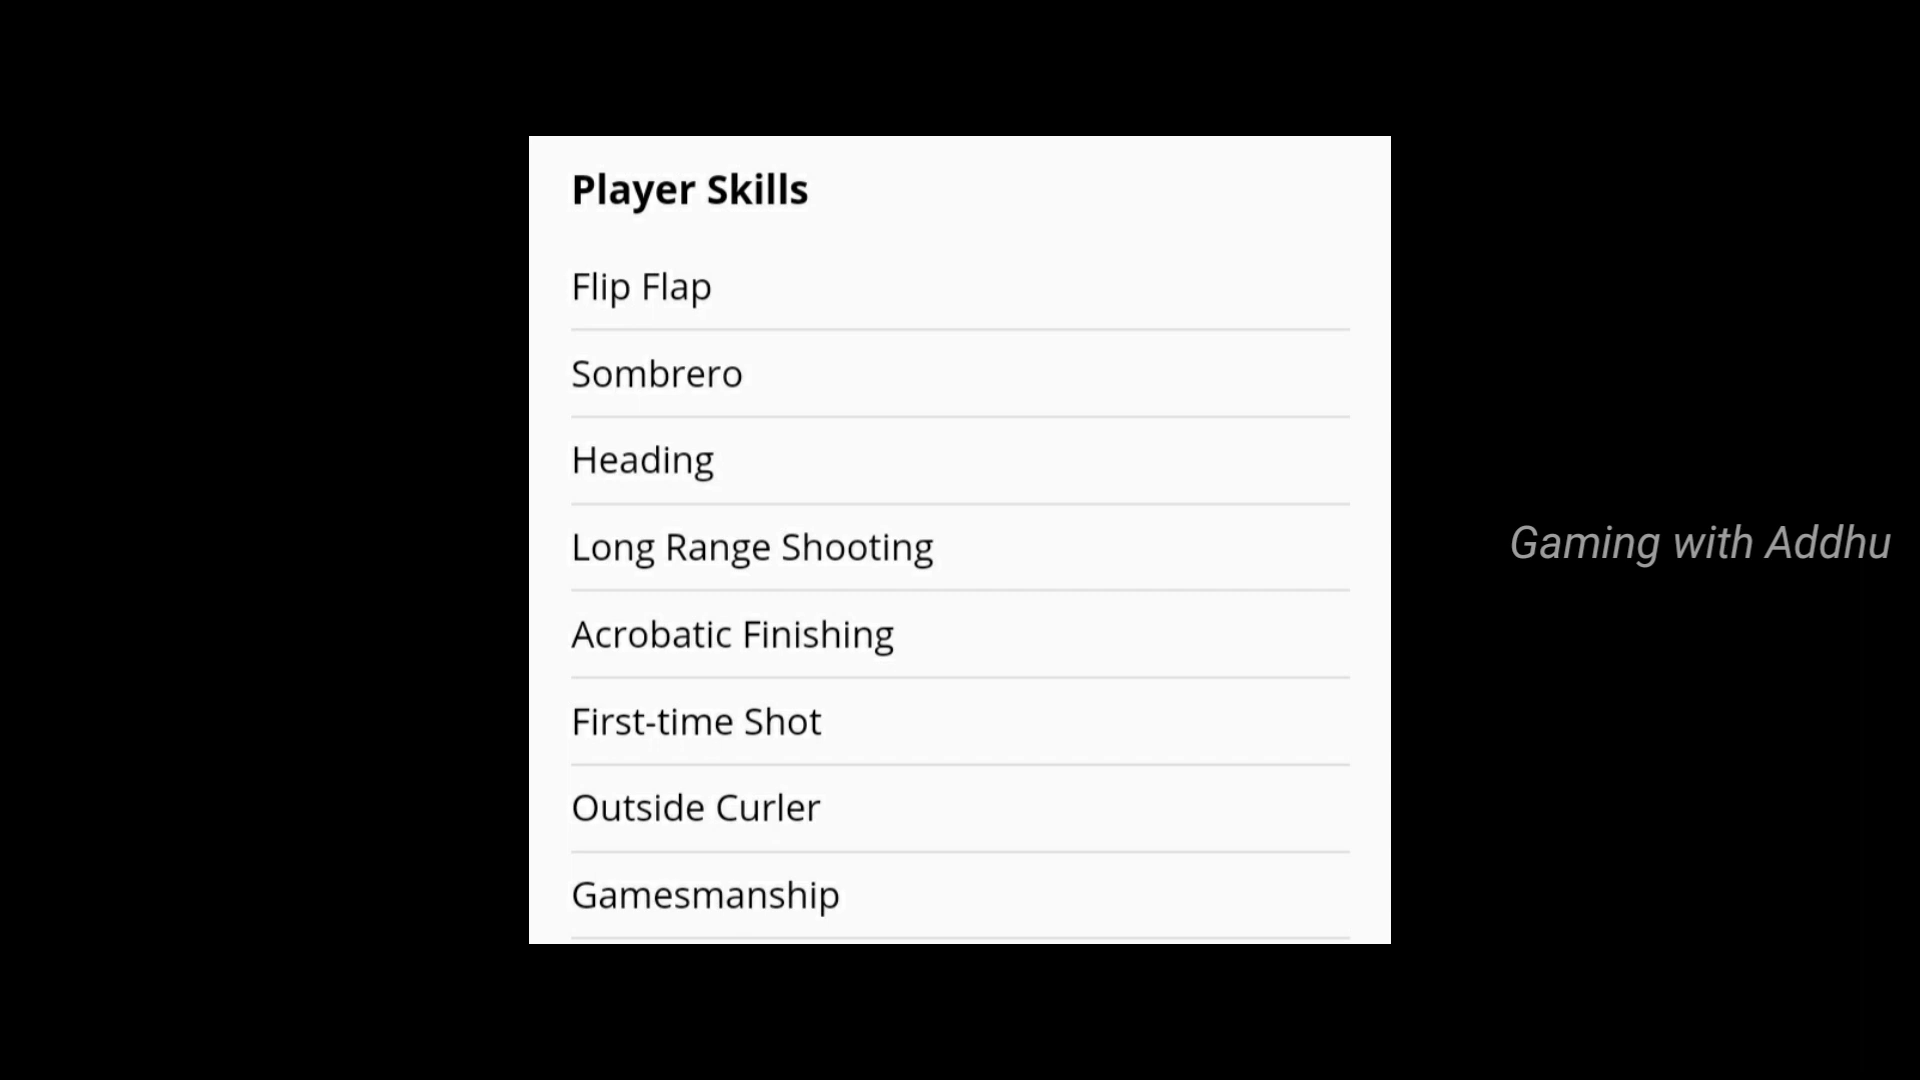 Player Skills
Flip Flap
Sombrero
Heading
Long Range Shooting
Acrobatic Finishing
First-time Shot
Outside Curler
Gamesmanship
Gaming with Addhu